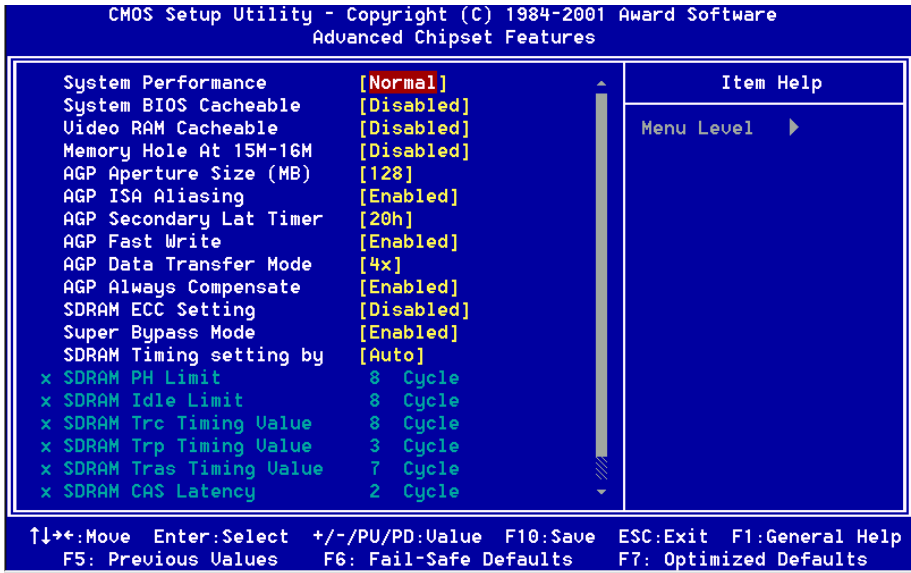 CMOS Setup Utility - Copyright (C) 1984-2001 Award Software
Advanced Chipset Features
System Performance [Normal]
System BIOS Cacheable [Disabled]
Video RAM Cacheable [Disabled]
Memory Hole At 15M-16M [Disabled]
AGP Aperture Size (MB) [128]
AGP ISA Aliasing [Enabled]
AGP Secondary Lat Timer [20h]
AGP Fast Write [Enabled]
AGP Data Transfer Mode [4x]
AGP Always Compensate [Enabled]
SDRAM ECC Setting [Disabled]
Super Bypass Mode [Enabled]
SDRAM Timing setting by [Auto]
x SDRAM PH Limit 8 Cycle
x SDRAM Idle Limit 8 Cycle
x SDRAM Trc Timing Value 8 Cycle
x SDRAM Trp Timing Value 3 Cycle
x SDRAM Tras Timing Value 7 Cycle
x SDRAM CAS Latency 2 Cycle
Item Help
Menu Level
↑↓→←:Move Enter:Select +/-/PU/PD:Value F10:Save ESC:Exit F1:General Help
F5: Previous Values F6: Fail-Safe Defaults F7: Optimized Defaults